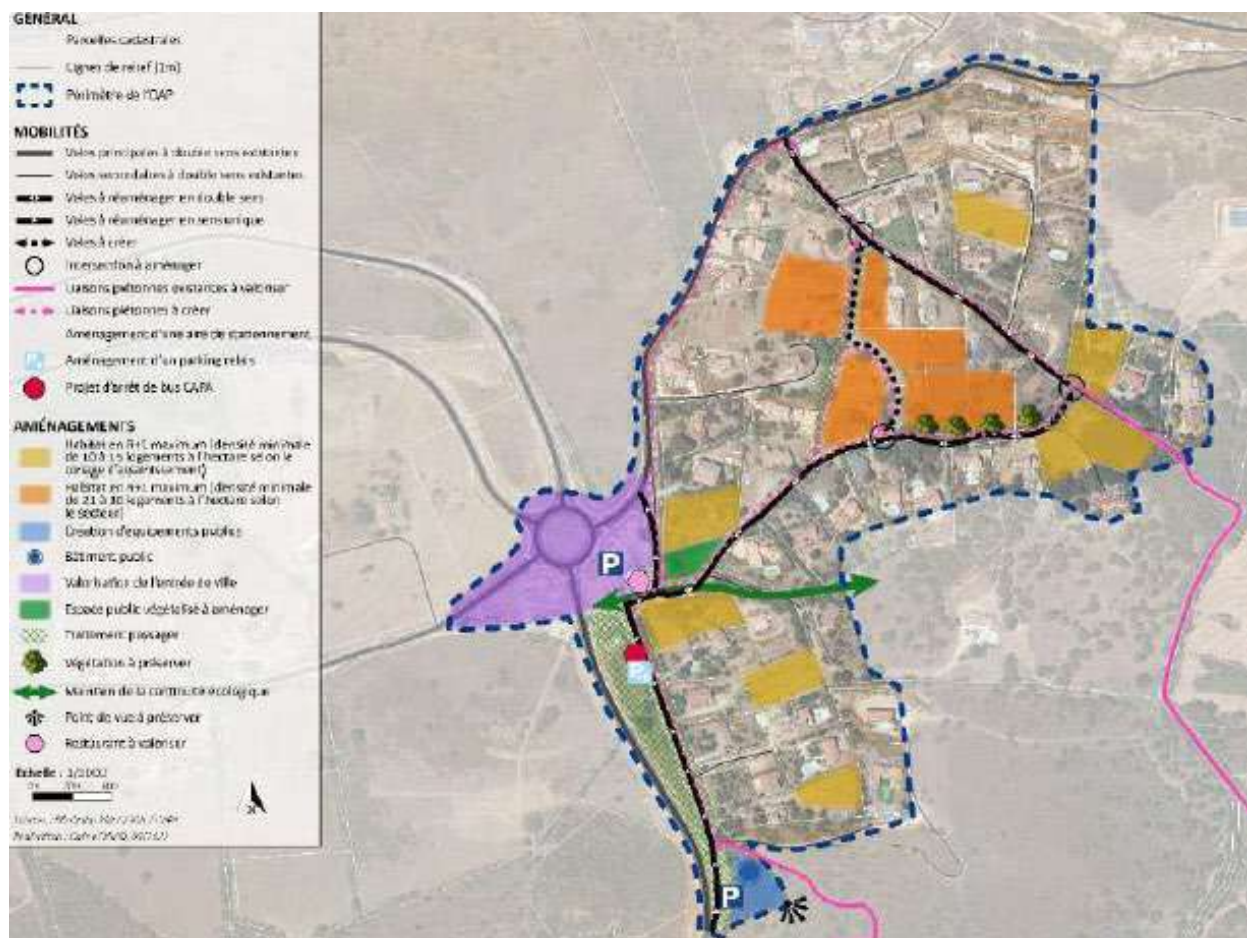 GÉNÉRAL
Parcelles cadastrales
Lignes de relief (1m)
Périmètre de l'OAP
MOBILITÉS
Voies principales à double sens existantes
Voies secondaires à double sens existantes
Voies à réaménager en double sens
Voies à réaménager en sens unique
Voies à créer
Intersection à aménager
Liaisons piétonnes existantes à valoriser
Liaisons piétonnes à créer
Aménagement d'une aire de stationnement
Aménagement d'un parking relais
Projet d'arrêt de bus CAPA
AMÉNAGEMENTS
Habitat en R+1 maximum (densité minimale
de 10 à 15 logements à l'hectare selon le
zonage d'assainissement)
Habitat en R+1 maximum (densité minimale
de 21 à 30 logements à l'hectare selon
le secteur)
Création d'équipements publics
Bâtiment public
Valorisation de l'entrée de ville
Espace public végétalisé à aménager
Traitement paysager
Végétation à préserver
Maintien de la continuité écologique
Point de vue à préserver
Restaurant à valoriser
Echelle :
P
P